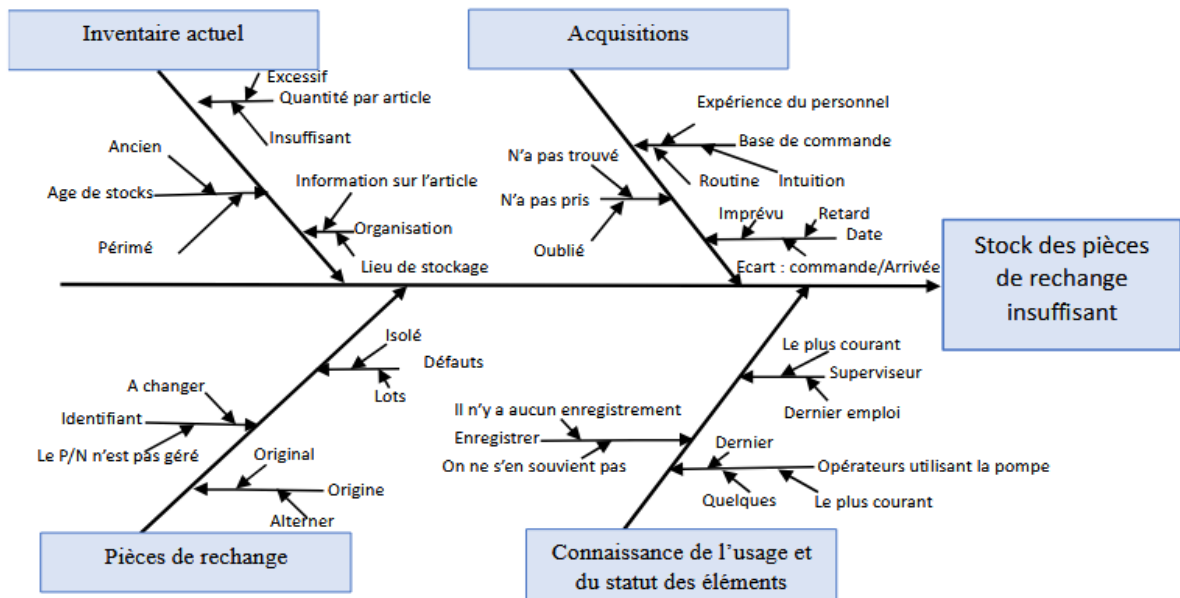 Inventaire actuel
Acquisitions
Excessif
Quantité par article
Insuffisant
Ancien
Age de stocks
Périmé
Information sur l'article
Organisation
Lieu de stockage
Expérience du personnel
Base de commande
Routine
Intuition
N'a pas trouvé
N'a pas pris
Oublié
Imprévu
Retard
Date
Ecart : commande/Arrivée
Stock des pièces
de rechange
insuffisant
Isolé
Défauts
Lots
A changer
Identifiant
Le P/N n'est pas géré
Original
Origine
Alterner
Le plus courant
Superviseur
Dernier emploi
Il n'y a aucun enregistrement
Enregistrer
On ne s'en souvient pas
Dernier
Opérateurs utilisant la pompe
Quelques
Le plus courant
Pièces de rechange
Connaissance de l'usage et
du statut des éléments